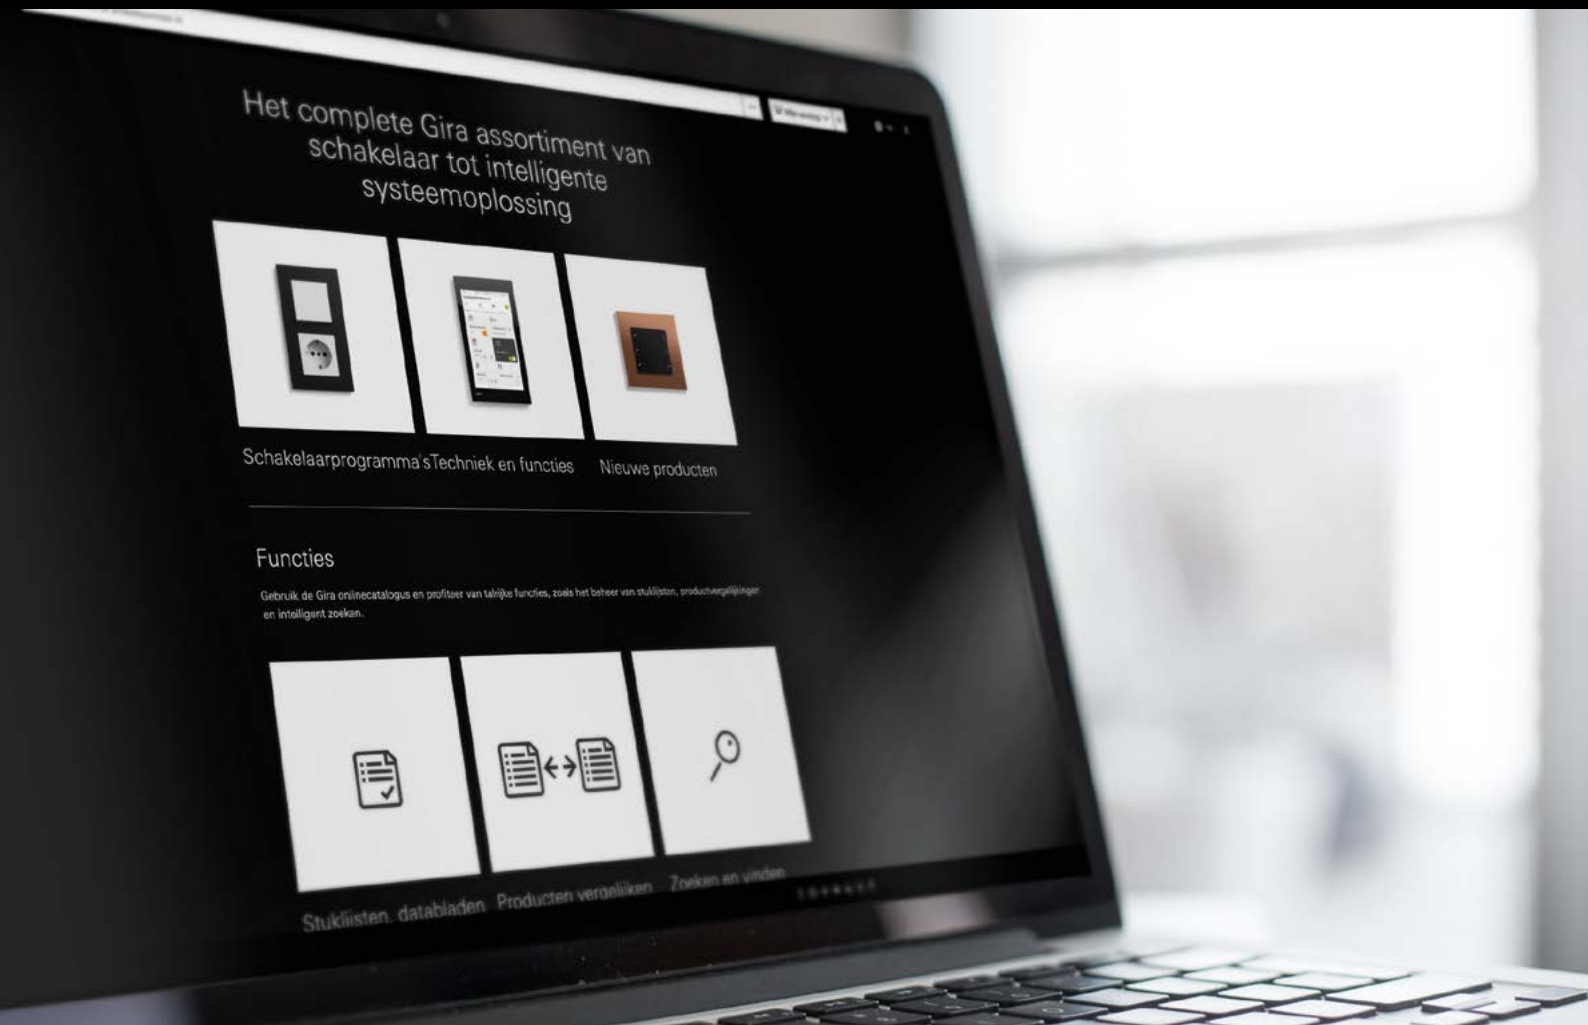 Het complete Gira assortiment van
schakelaar tot intelligente
systeemoplossing
Schakelaarprogramma's
Techniek en functies
Nieuwe producten
Functies
Gebruik de Gira onlinecatalogus en profiteer van talrijke functies, zoals het beheer van stuklijsten, productvergelijkingen
en intelligent zoeken.
Stuklijsten, databladen
Producten vergelijken
Zoeken en vinden